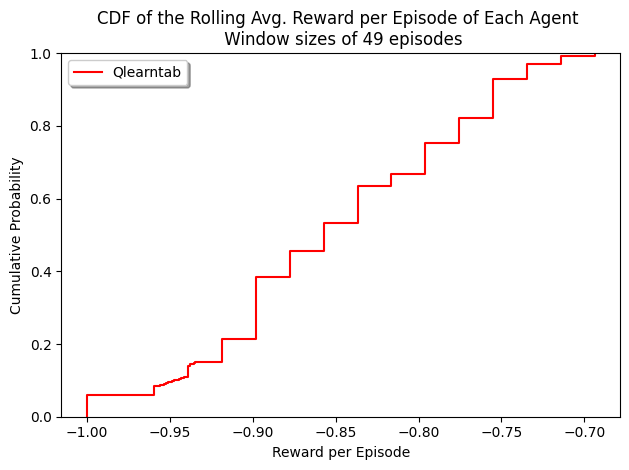 CDF of the Rolling Avg. Reward per Episode of Each Agent
Window sizes of 49 episodes
Qlearntab
1.0
0.8
0.6
0.4
0.2
0.0
Cumulative Probability
−1.00
−0.95
−0.90
−0.85
−0.80
−0.75
−0.70
Reward per Episode